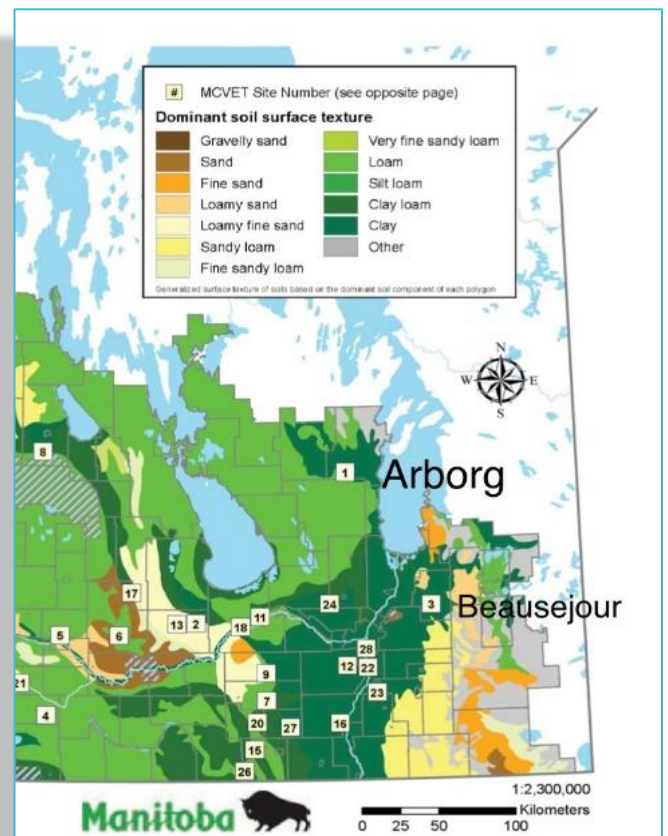 # MCVET Site Number (see opposite page)
Dominant soil surface texture
Gravelly sand
Sand
Fine sand
Loamy sand
Loamy fine sand
Sandy loam
Fine sandy loam
Very fine sandy loam
Loam
Silt loam
Clay loam
Clay
Other
Generalized surface texture of soils based on the dominant soil component of each polygon
N
W E
S
8
1
Arborg
17
24
3
Beausejour
13 2
11
18
5
6
28
12 22
9
21
23
7
4
20
27
16
15
26
1:2,300,000
Manitoba
Kilometers
0 25 50 100